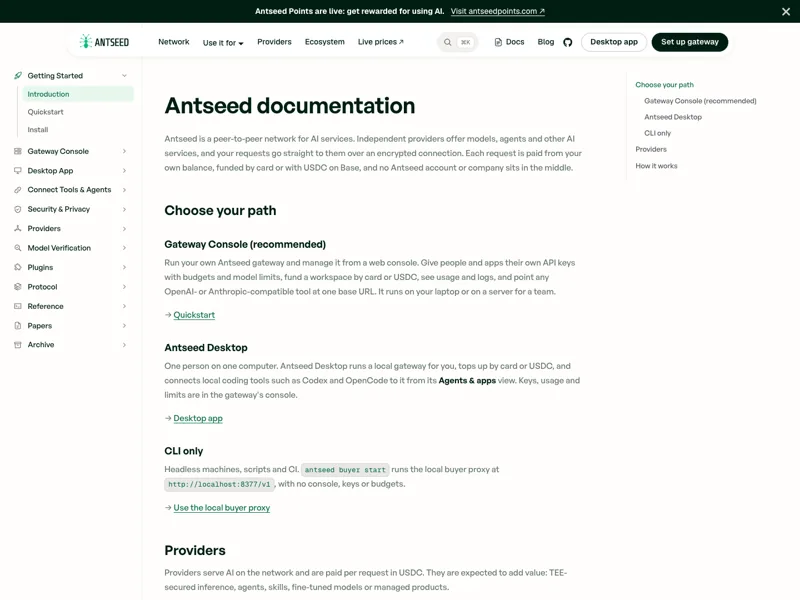 Antseed Points are live: get rewarded for using AI. Visit antseedpoints.com ↗
ANTSEED
Network
Use it for
Providers
Ecosystem
Live prices ↗
⌘K
Docs
Blog
Desktop app
Set up gateway
Getting Started
Introduction
Quickstart
Install
Gateway Console
Desktop App
Connect Tools & Agents
Security & Privacy
Providers
Model Verification
Plugins
Protocol
Reference
Papers
Archive
Antseed documentation
Antseed is a peer-to-peer network for AI services. Independent providers offer models, agents and other AI
services, and your requests go straight to them over an encrypted connection. Each request is paid from your
own balance, funded by card or with USDC on Base, and no Antseed account or company sits in the middle.
Choose your path
Gateway Console (recommended)
Run your own Antseed gateway and manage it from a web console. Give people and apps their own API keys
with budgets and model limits, fund a workspace by card or USDC, see usage and logs, and point any
OpenAI- or Anthropic-compatible tool at one base URL. It runs on your laptop or on a server for a team.
→ Quickstart
Antseed Desktop
One person on one computer. Antseed Desktop runs a local gateway for you, tops up by card or USDC, and
connects local coding tools such as Codex and OpenCode to it from its Agents & apps view. Keys, usage and
limits are in the gateway's console.
→ Desktop app
CLI only
Headless machines, scripts and CI. antseed buyer start runs the local buyer proxy at
http://localhost:8377/v1, with no console, keys or budgets.
→ Use the local buyer proxy
Providers
Providers serve AI on the network and are paid per request in USDC. They are expected to add value: TEE-
secured inference, agents, skills, fine-tuned models or managed products.
Choose your path
Gateway Console (recommended)
Antseed Desktop
CLI only
Providers
How it works